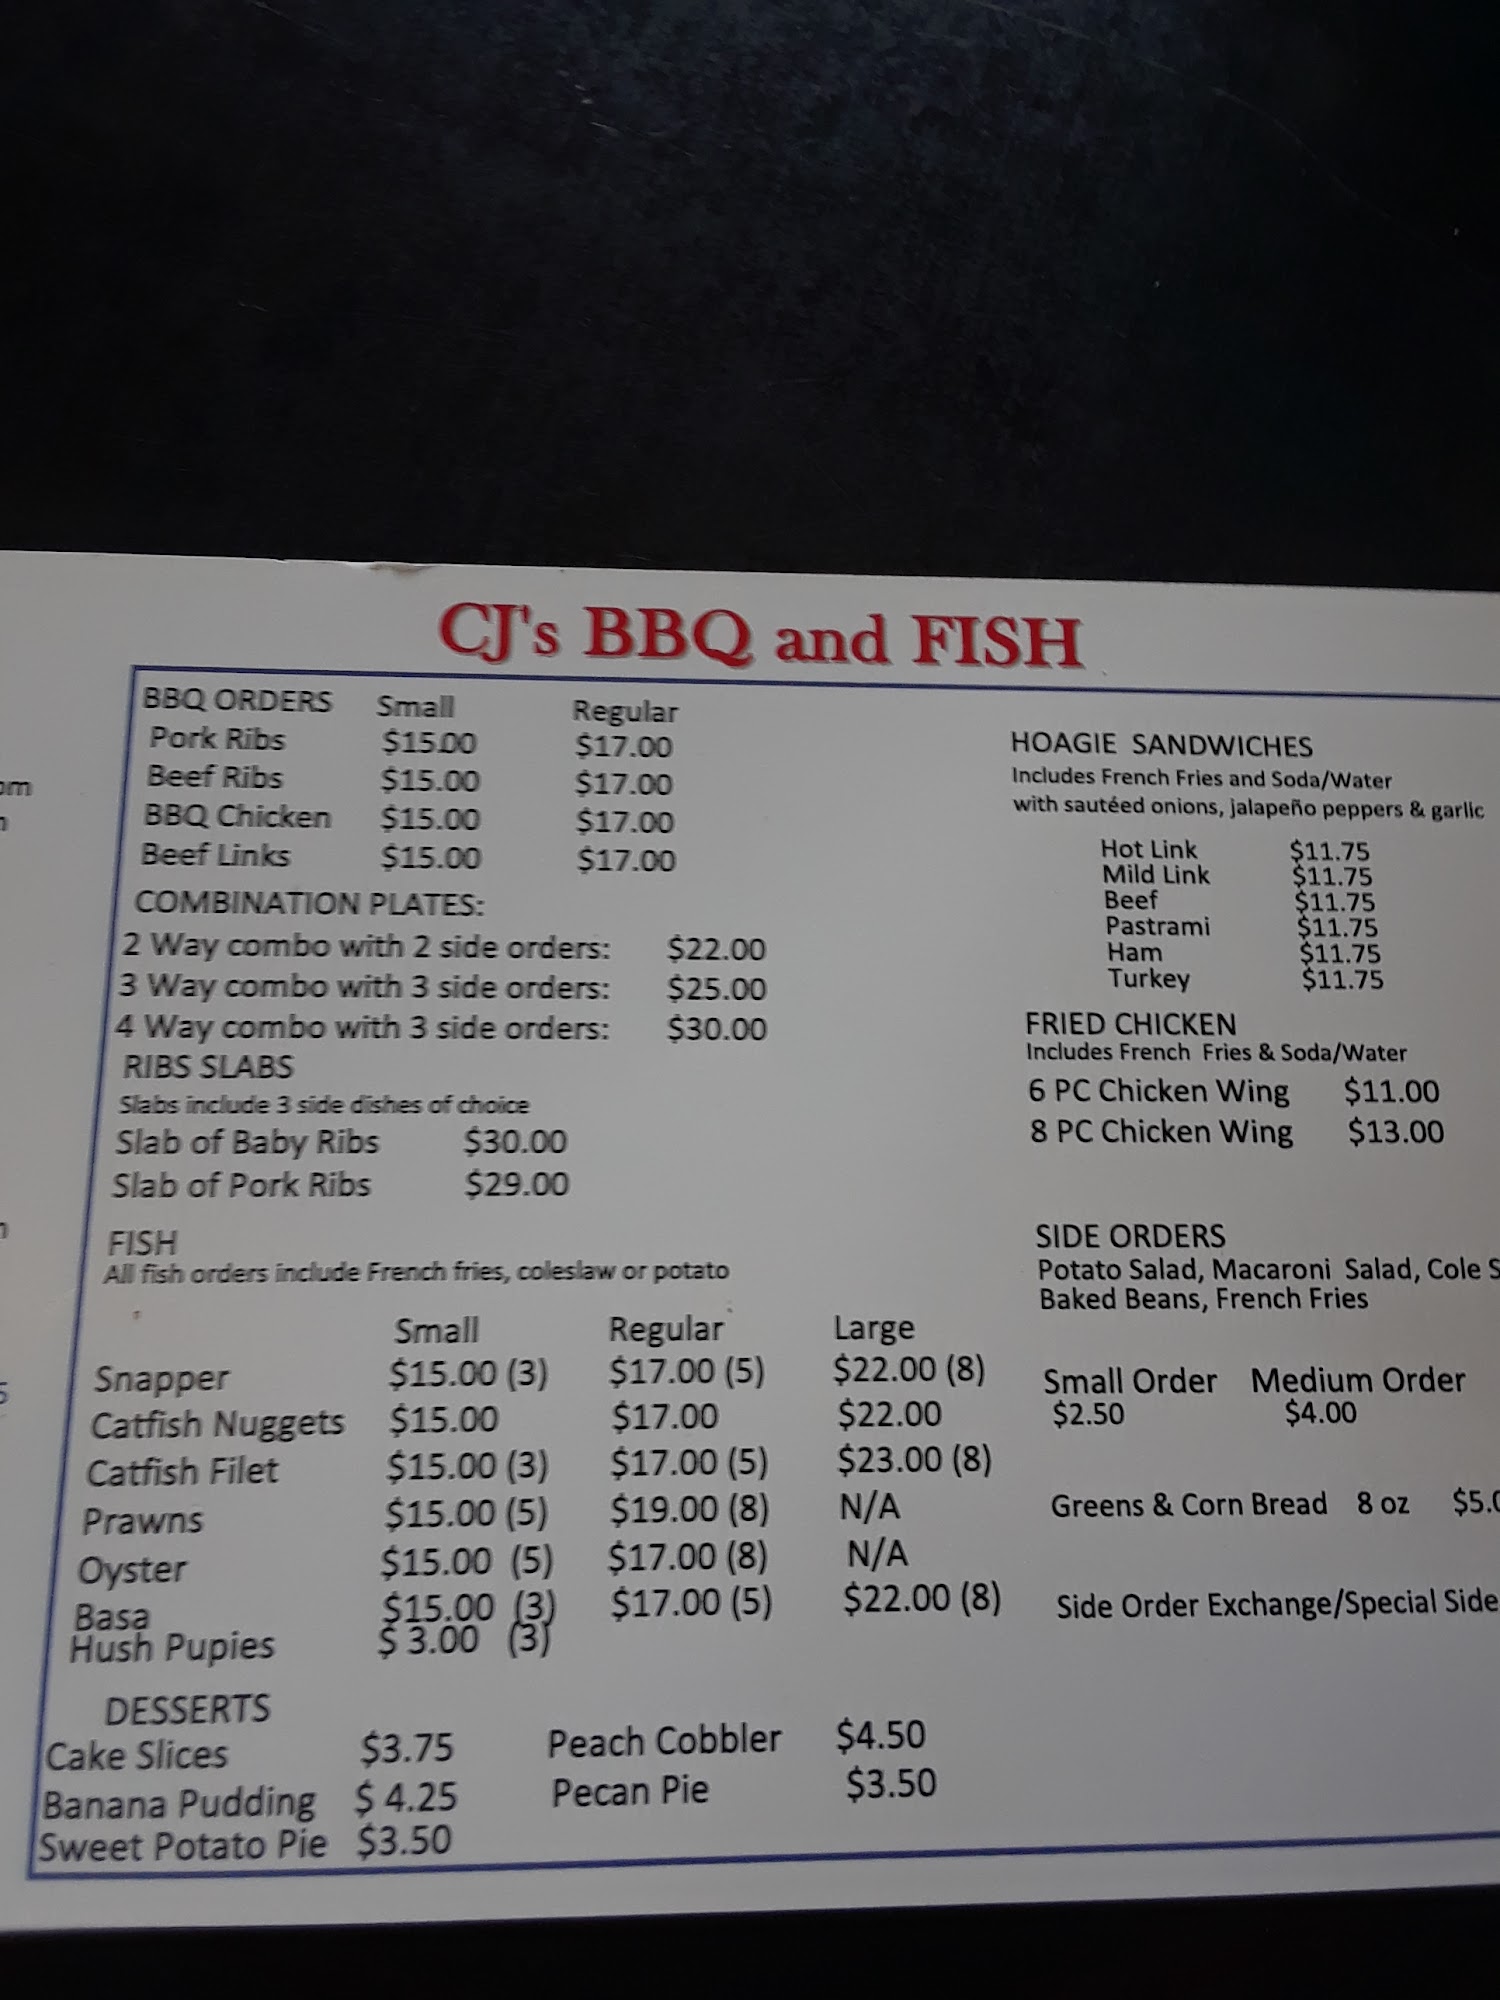 CJ's BBQ and FISH
BBQ ORDERS Small Regular
Pork Ribs $15.00 $17.00
Beef Ribs $15.00 $17.00
BBQ Chicken $15.00 $17.00
Beef Links $15.00 $17.00
COMBINATION PLATES:
2 Way combo with 2 side orders: $22.00
3 Way combo with 3 side orders: $25.00
4 Way combo with 3 side orders: $30.00
RIBS SLABS
Slabs include 3 side dishes of choice
Slab of Baby Ribs $30.00
Slab of Pork Ribs $29.00
FISH
All fish orders include French fries, coleslaw or potato
Small Regular Large
Snapper $15.00 (3) $17.00 (5) $22.00 (8)
Catfish Nuggets $15.00 $17.00 $22.00
Catfish Filet $15.00 (3) $17.00 (5) $23.00 (8)
Prawns $15.00 (5) $19.00 (8) N/A
Oyster $15.00 (5) $17.00 (8) N/A
Basa $15.00 (3) $17.00 (5) $22.00 (8)
Hush Pupies $ 3.00 (3)
DESSERTS
Cake Slices $3.75 Peach Cobbler $4.50
Banana Pudding $ 4.25 Pecan Pie $3.50
Sweet Potato Pie $3.50
HOAGIE SANDWICHES
Includes French Fries and Soda/Water
with sautéed onions, jalapeño peppers & garlic
Hot Link $11.75
Mild Link $11.75
Beef $11.75
Pastrami $11.75
Ham $11.75
Turkey $11.75
FRIED CHICKEN
Includes French Fries & Soda/Water
6 PC Chicken Wing $11.00
8 PC Chicken Wing $13.00
SIDE ORDERS
Potato Salad, Macaroni Salad, Cole
Baked Beans, French Fries
Small Order Medium Order
$2.50 $4.00
Greens & Corn Bread 8 oz
Side Order Exchange/Special Side